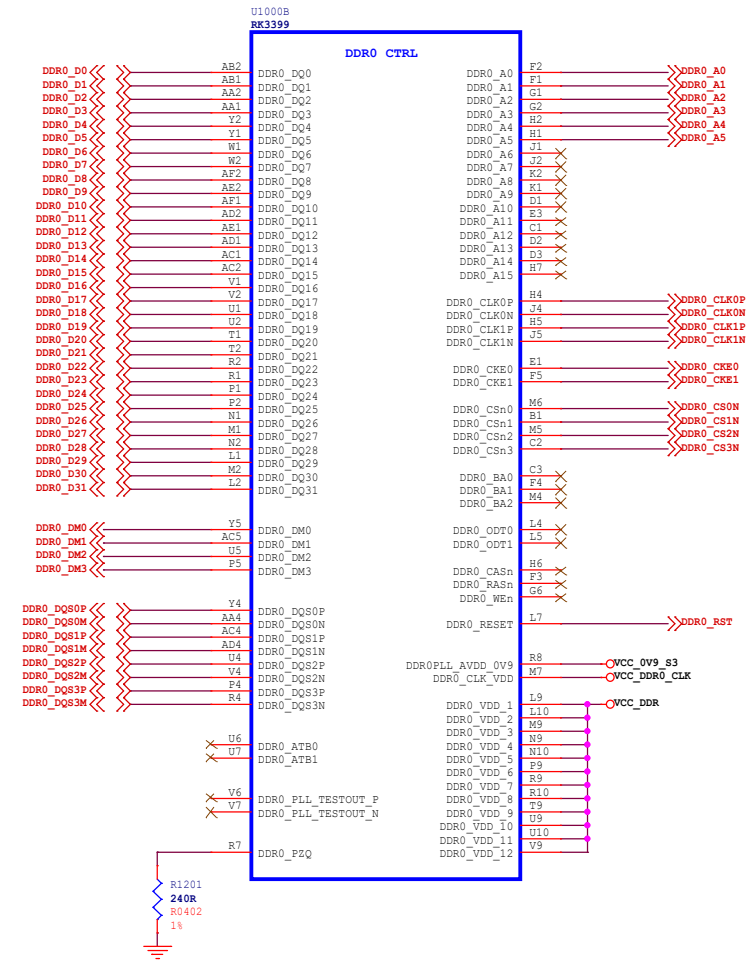 U1000B
RK3399
DDR0 CTRL
DDR0_D0 AB2 DDR0_DQ0 DDR0_A0 F2 DDR0_A0
DDR0_D1 AB1 DDR0_DQ1 DDR0_A1 F1 DDR0_A1
DDR0_D2 AA2 DDR0_DQ2 DDR0_A2 G1 DDR0_A2
DDR0_D3 AA1 DDR0_DQ3 DDR0_A3 G2 DDR0_A3
DDR0_D4 Y2 DDR0_DQ4 DDR0_A4 H2 DDR0_A4
DDR0_D5 Y1 DDR0_DQ5 DDR0_A5 H1 DDR0_A5
DDR0_D6 W1 DDR0_DQ6 DDR0_A6 J1
DDR0_D7 W2 DDR0_DQ7 DDR0_A7 J2
DDR0_D8 AF2 DDR0_DQ8 DDR0_A8 K2
DDR0_D9 AE2 DDR0_DQ9 DDR0_A9 K1
DDR0_D10 AF1 DDR0_DQ10 DDR0_A10 D1
DDR0_D11 AD2 DDR0_DQ11 DDR0_A11 E3
DDR0_D12 AE1 DDR0_DQ12 DDR0_A12 C1
DDR0_D13 AD1 DDR0_DQ13 DDR0_A13 D2
DDR0_D14 AC1 DDR0_DQ14 DDR0_A14 D3
DDR0_D15 AC2 DDR0_DQ15 DDR0_A15 H7
DDR0_D16 V1 DDR0_DQ16
DDR0_D17 V2 DDR0_DQ17 DDR0_CLK0P H4 DDR0_CLK0P
DDR0_D18 U1 DDR0_DQ18 DDR0_CLK0N J4 DDR0_CLK0N
DDR0_D19 U2 DDR0_DQ19 DDR0_CLK1P H5 DDR0_CLK1P
DDR0_D20 T1 DDR0_DQ20 DDR0_CLK1N J5 DDR0_CLK1N
DDR0_D21 T2 DDR0_DQ21
DDR0_D22 R2 DDR0_DQ22 DDR0_CKE0 E1 DDR0_CKE0
DDR0_D23 R1 DDR0_DQ23 DDR0_CKE1 F5 DDR0_CKE1
DDR0_D24 P1 DDR0_DQ24
DDR0_D25 P2 DDR0_DQ25 DDR0_CSn0 M6 DDR0_CS0N
DDR0_D26 N1 DDR0_DQ26 DDR0_CSn1 B1 DDR0_CS1N
DDR0_D27 M1 DDR0_DQ27 DDR0_CSn2 M5 DDR0_CS2N
DDR0_D28 N2 DDR0_DQ28 DDR0_CSn3 C2 DDR0_CS3N
DDR0_D29 L1 DDR0_DQ29
DDR0_D30 M2 DDR0_DQ30 DDR0_BA0 C3
DDR0_D31 L2 DDR0_DQ31 DDR0_BA1 F4
DDR0_BA2 M4
DDR0_DM0 Y5 DDR0_DM0 DDR0_ODT0 L4
DDR0_DM1 AC5 DDR0_DM1 DDR0_ODT1 L5
DDR0_DM2 U5 DDR0_DM2
DDR0_DM3 P5 DDR0_DM3 DDR0_CASn H6
DDR0_RASn F3
DDR0_WEn G6
DDR0_DQS0P Y4 DDR0_DQS0P
DDR0_DQS0M AA4 DDR0_DQS0N DDR0_RESET L7 DDR0_RST
DDR0_DQS1P AC4 DDR0_DQS1P
DDR0_DQS1M AD4 DDR0_DQS1N
DDR0_DQS2P U4 DDR0_DQS2P DDR0PLL_AVDD_0V9 R8 VCC_0V9_S3
DDR0_DQS2M V4 DDR0_DQS2N DDR0_CLK_VDD M7 VCC_DDR0_CLK
DDR0_DQS3P P4 DDR0_DQS3P
DDR0_DQS3M R4 DDR0_DQS3N DDR0_VDD_1 L9 VCC_DDR
DDR0_VDD_2 L10
DDR0_VDD_3 M9
U6 DDR0_ATB0 DDR0_VDD_4 N9
U7 DDR0_ATB1 DDR0_VDD_5 N10
DDR0_VDD_6 P9
DDR0_VDD_7 R9
V6 DDR0_PLL_TESTOUT_P DDR0_VDD_8 R10
V7 DDR0_PLL_TESTOUT_N DDR0_VDD_9 T9
DDR0_VDD_10 U9
DDR0_VDD_11 U10
R7 DDR0_PZQ DDR0_VDD_12 V9
R1201
240R
R0402
1%